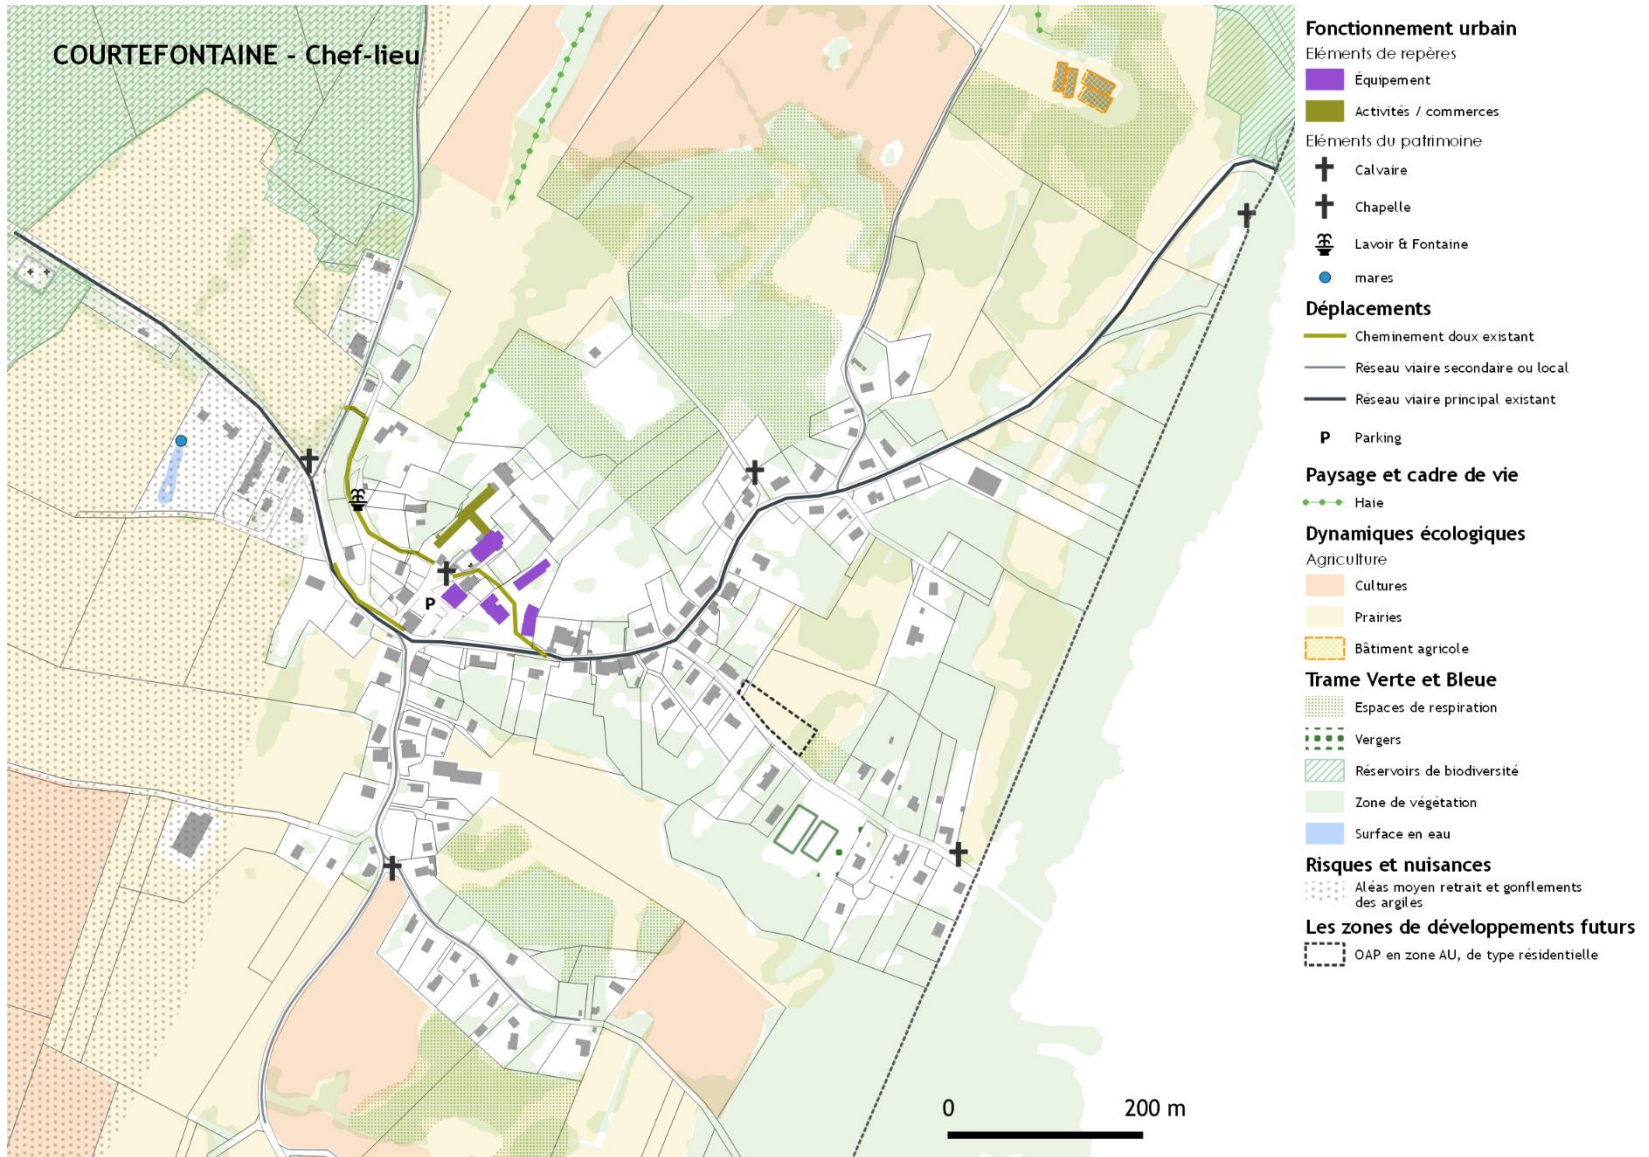 COURTEFONTAINE - Chef-lieu
P
0 200 m
Fonctionnement urbain
Eléments de repères
Équipement
Activités / commerces
Eléments du patrimoine
Calvaire
Chapelle
Lavoir & Fontaine
mares
Déplacements
Cheminement doux existant
Réseau viaire secondaire ou local
Réseau viaire principal existant
P Parking
Paysage et cadre de vie
Haie
Dynamiques écologiques
Agriculture
Cultures
Prairies
Bâtiment agricole
Trame Verte et Bleue
Espaces de respiration
Vergers
Réservoirs de biodiversité
Zone de végétation
Surface en eau
Risques et nuisances
Aléas moyen retrait et gonflements
des argiles
Les zones de développements futurs
OAP en zone AU, de type résidentielle